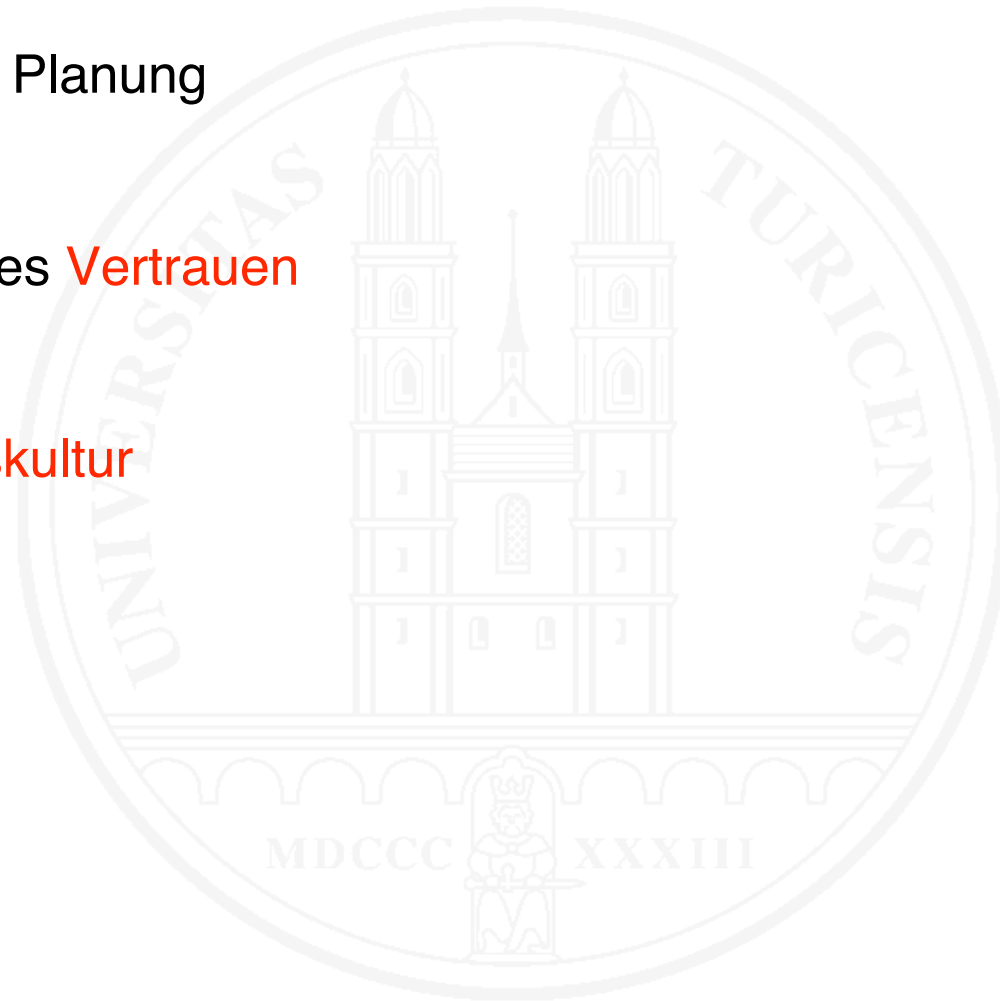 Planung
es Vertrauen
kultur
UNIVERSITAS TURICENSIS
MDCCC XXXIII